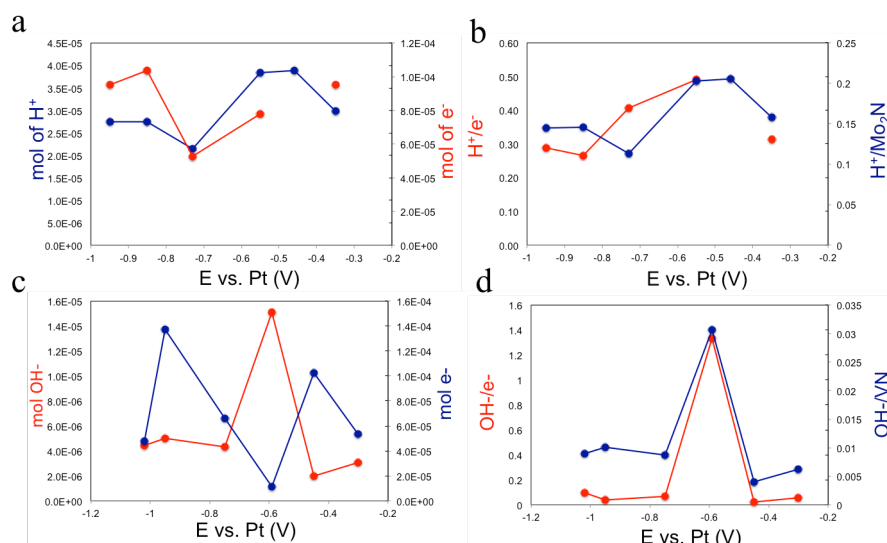 a
4.5E-05
4.0E-05
3.5E-05
3.0E-05
2.5E-05
2.0E-05
1.5E-05
1.0E-05
5.0E-06
0.0E+00
mol of H⁺
1.2E-04
1.0E-04
8.0E-05
6.0E-05
4.0E-05
2.0E-05
0.0E+00
mol of e⁻
-1 -0.9 -0.8 -0.7 -0.6 -0.5 -0.4 -0.3 -0.2
E vs. Pt (V)
b
0.60
0.50
0.40
0.30
0.20
0.10
0.00
H⁺/e⁻
0.25
0.2
0.15
0.1
0.05
0
H⁺/Mo₂N
-1 -0.9 -0.8 -0.7 -0.6 -0.5 -0.4 -0.3 -0.2
E vs. Pt (V)
c
1.6E-05
1.4E-05
1.2E-05
1.0E-05
8.0E-06
6.0E-06
4.0E-06
2.0E-06
0.0E+00
mol OH-
1.6E-04
1.4E-04
1.2E-04
1.0E-04
8.0E-05
6.0E-05
4.0E-05
2.0E-05
0.0E+00
mol e-
-1.2 -1 -0.8 -0.6 -0.4 -0.2
E vs. Pt (V)
d
1.6
1.4
1.2
1
0.8
0.6
0.4
0.2
0
OH-/e-
0.035
0.03
0.025
0.02
0.015
0.01
0.005
0
OH-/VN
-1.2 -1 -0.8 -0.6 -0.4 -0.2
E vs. Pt (V)